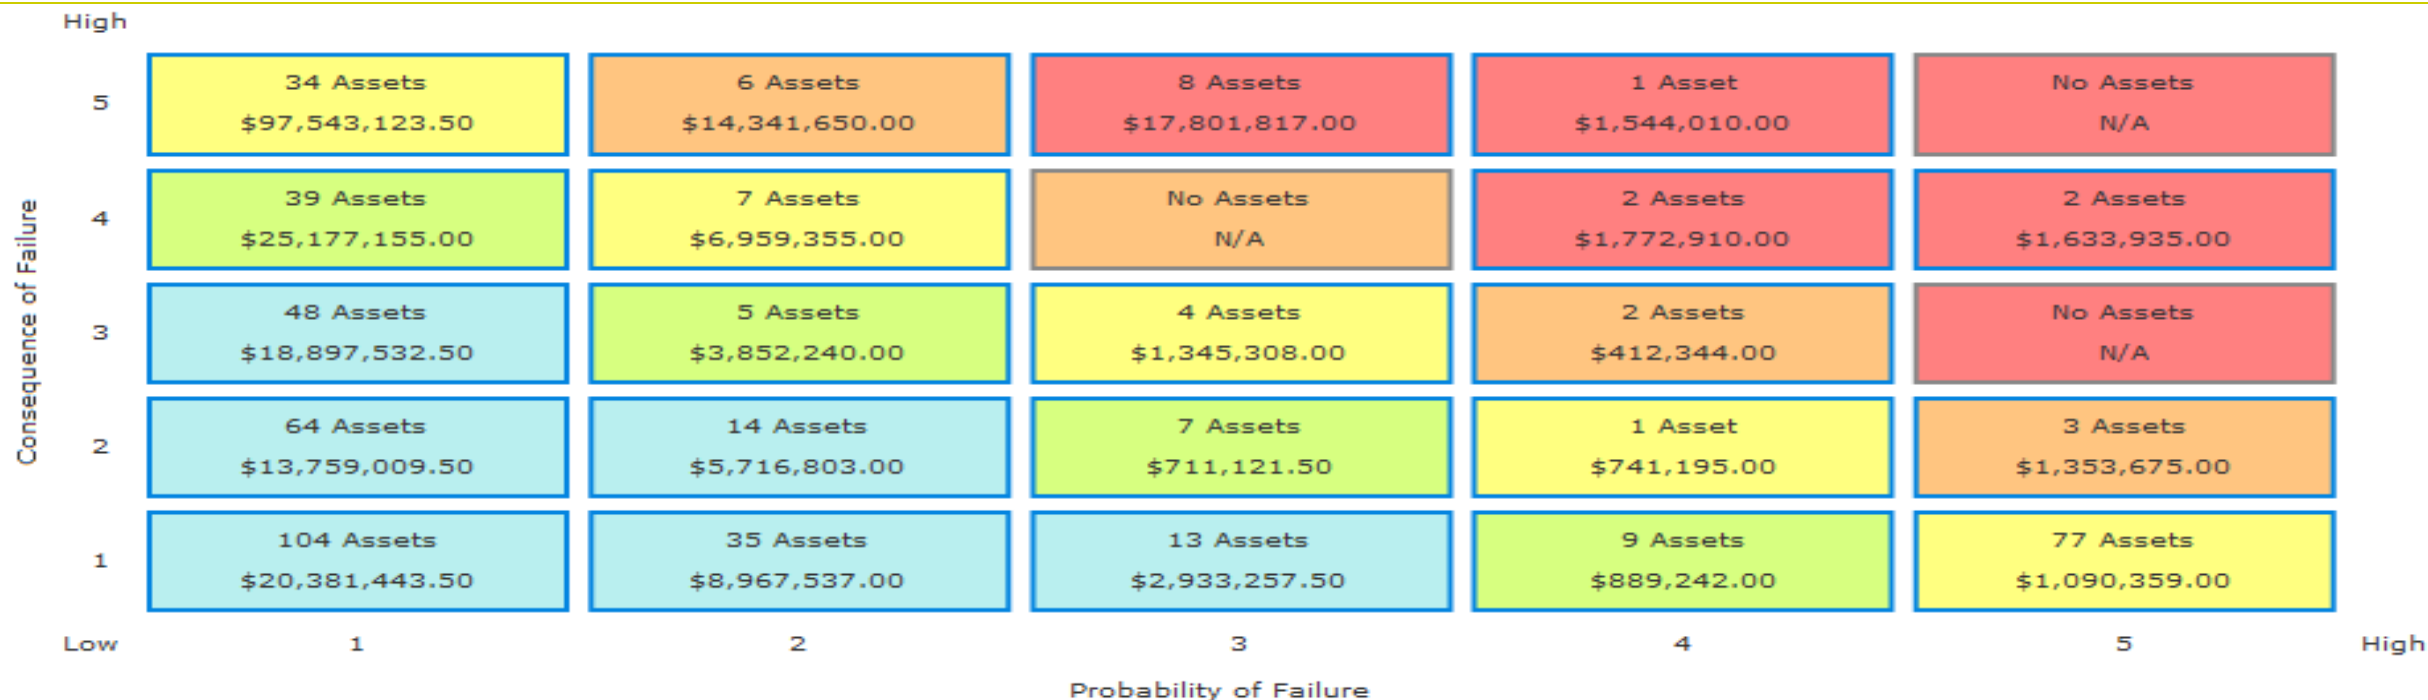 High
5
34 Assets
$97,543,123.50
6 Assets
$14,341,650.00
8 Assets
$17,801,817.00
1 Asset
$1,544,010.00
No Assets
N/A
Consequence of Failure
4
39 Assets
$25,177,155.00
7 Assets
$6,959,355.00
No Assets
N/A
2 Assets
$1,772,910.00
2 Assets
$1,633,935.00
3
48 Assets
$18,897,532.50
5 Assets
$3,852,240.00
4 Assets
$1,345,308.00
2 Assets
$412,344.00
No Assets
N/A
2
64 Assets
$13,759,009.50
14 Assets
$5,716,803.00
7 Assets
$711,121.50
1 Asset
$741,195.00
3 Assets
$1,353,675.00
1
104 Assets
$20,381,443.50
35 Assets
$8,967,537.00
13 Assets
$2,933,257.50
9 Assets
$889,242.00
77 Assets
$1,090,359.00
Low
1
2
3
4
5
High
Probability of Failure